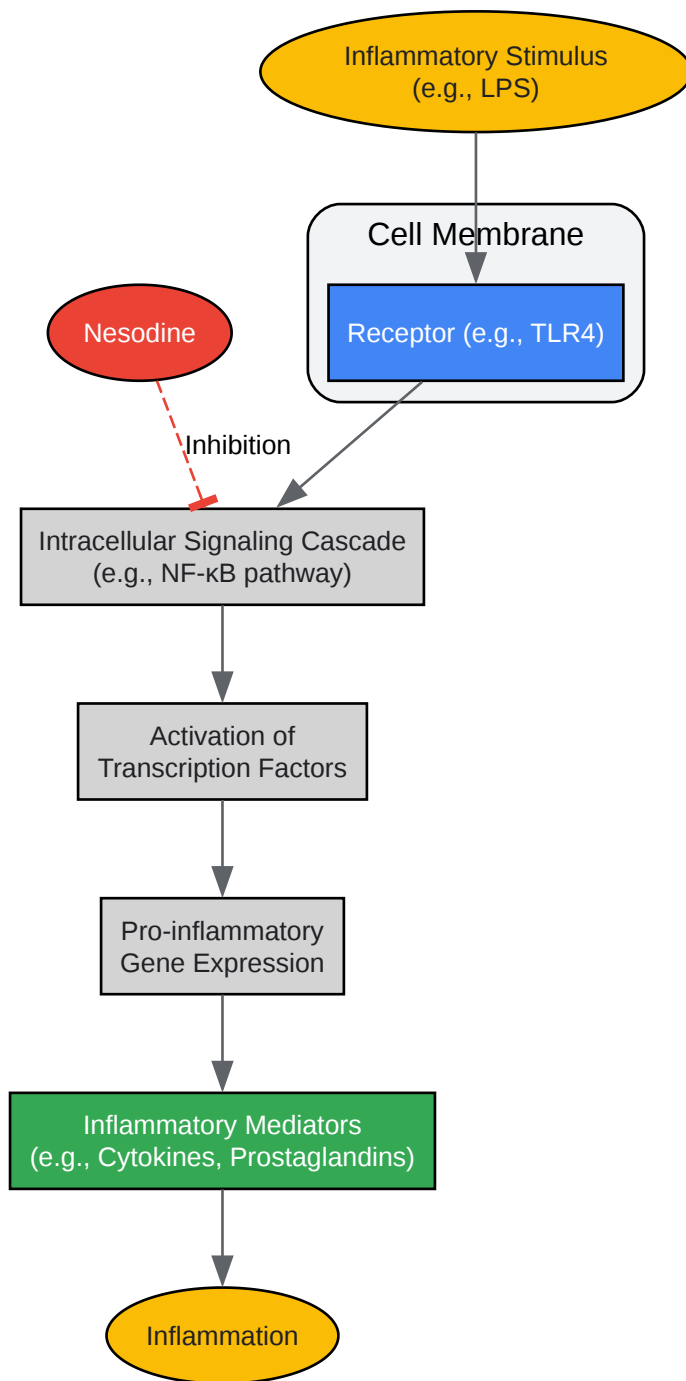 Inflammatory Stimulus
(e.g., LPS)
Cell Membrane
Receptor (e.g., TLR4)
Nesodine
Inhibition
Intracellular Signaling Cascade
(e.g., NF-κB pathway)
Activation of
Transcription Factors
Pro-inflammatory
Gene Expression
Inflammatory Mediators
(e.g., Cytokines, Prostaglandins)
Inflammation